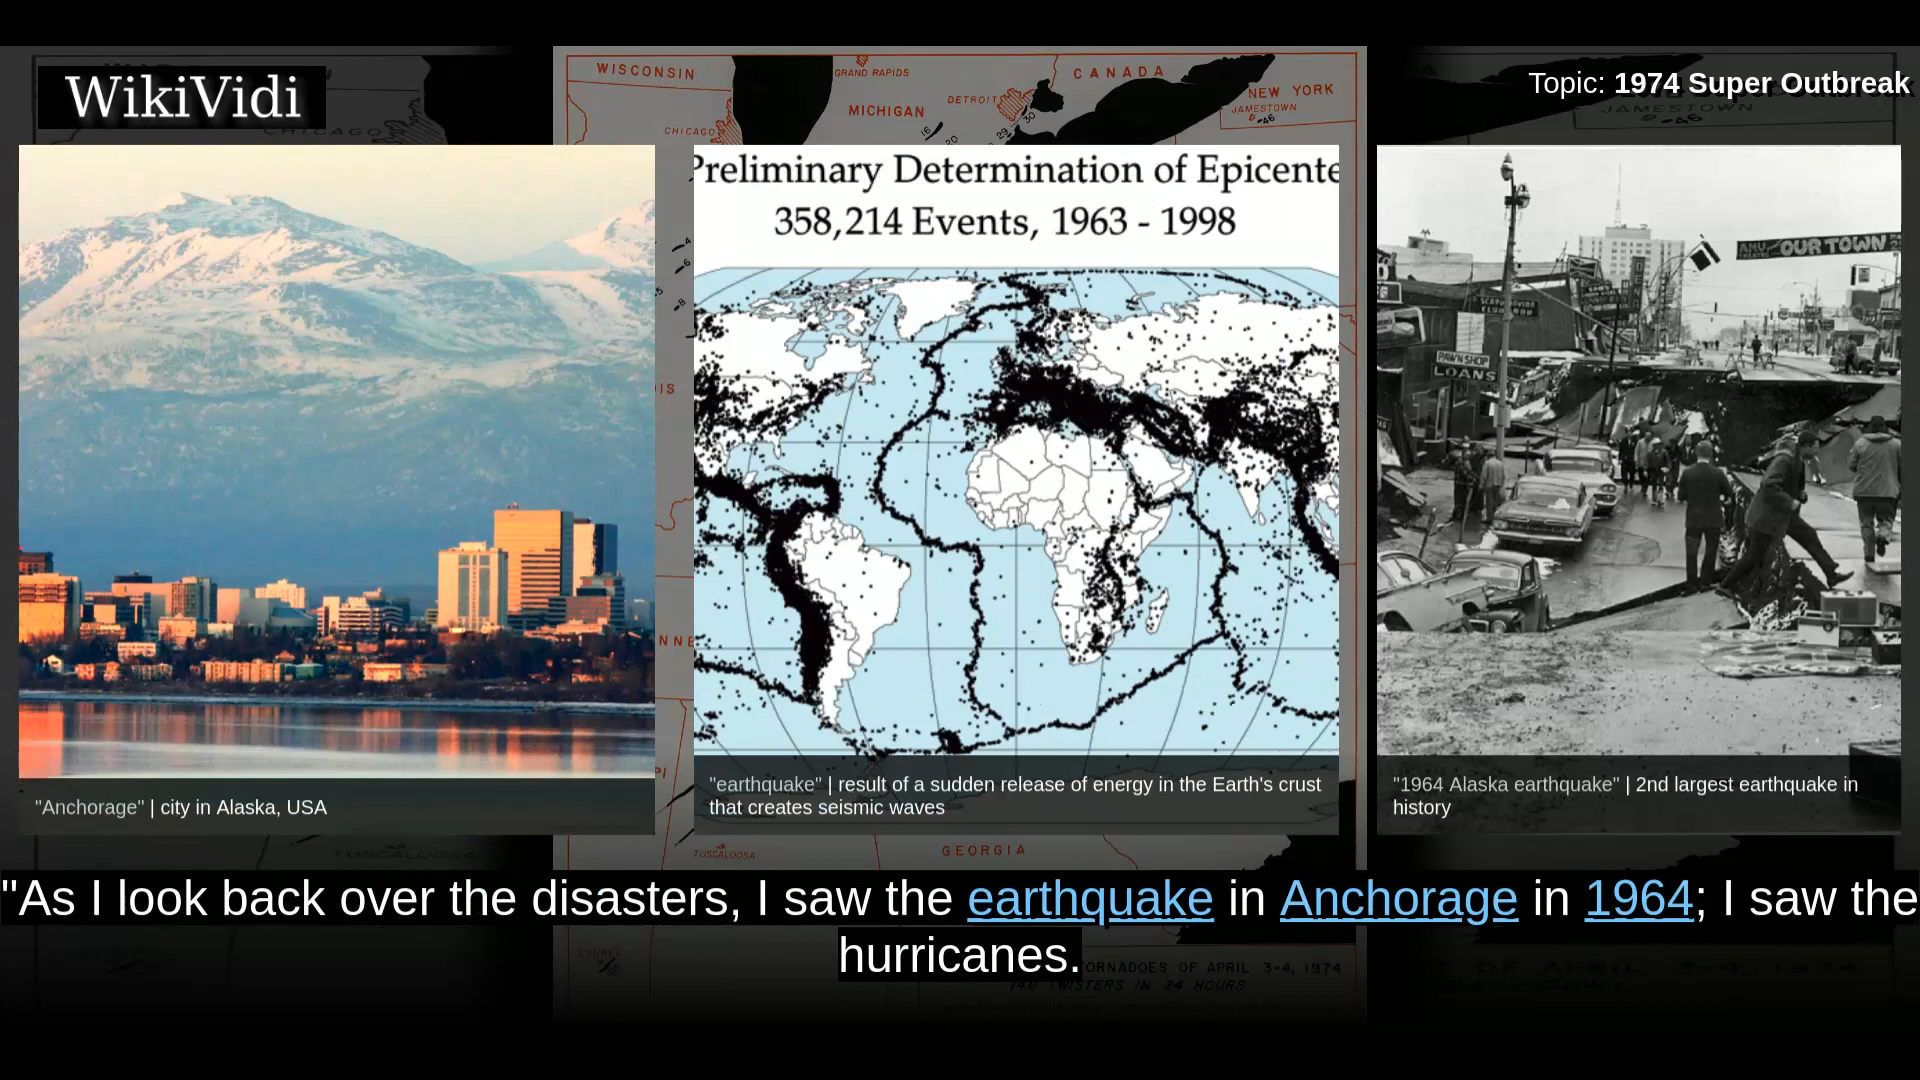 WikiVidi
Topic: 1974 Super Outbreak
WISCONSIN
GRAND RAPIDS
CANADA
MICHIGAN
DETROIT
NEW YORK
JAMESTOWN
CHICAGO
Preliminary Determination of Epicente
358,214 Events, 1963 - 1998
OUR TOWN
PAWN SHOP
LOANS
"Anchorage" | city in Alaska, USA
"earthquake" | result of a sudden release of energy in the Earth's crust
that creates seismic waves
"1964 Alaska earthquake" | 2nd largest earthquake in
history
TUSCALOOSA
GEORGIA
"As I look back over the disasters, I saw the earthquake in Anchorage in 1964; I saw the
hurricanes.
LAUREL
ORNADOES OF APRIL 3-4, 1974
148 TWISTERS IN 24 HOURS